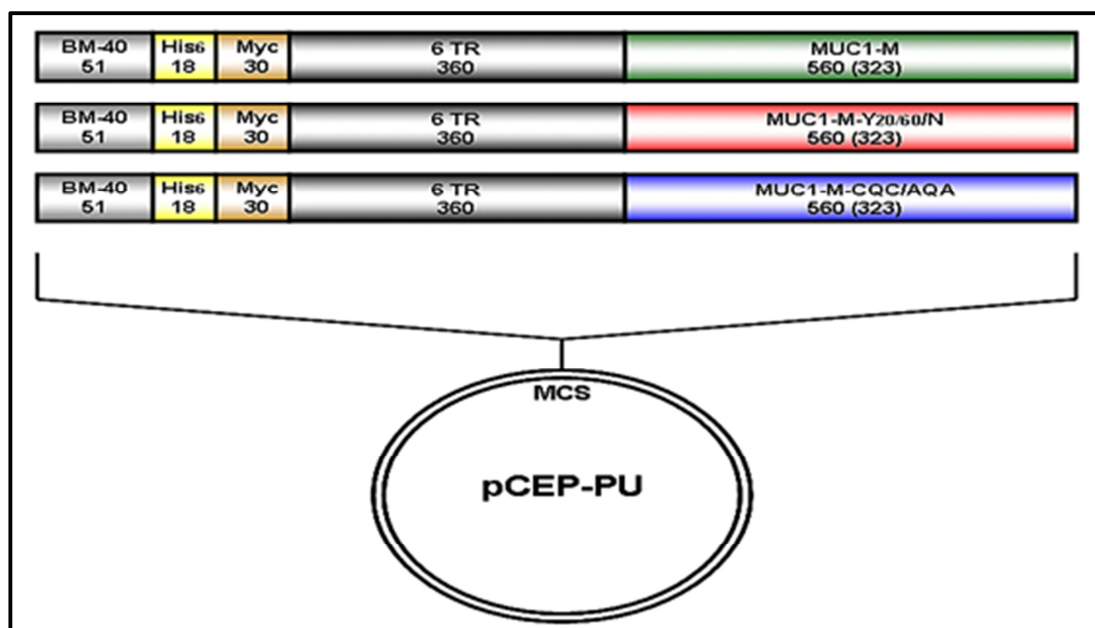 BM-40 His6 Myc 6 TR MUC1-M
51 18 30 360 560 (323)
BM-40 His6 Myc 6 TR MUC1-M-Y20/60/N
51 18 30 360 560 (323)
BM-40 His6 Myc 6 TR MUC1-M-CQC/AQA
51 18 30 360 560 (323)
MCS
pCEP-PU